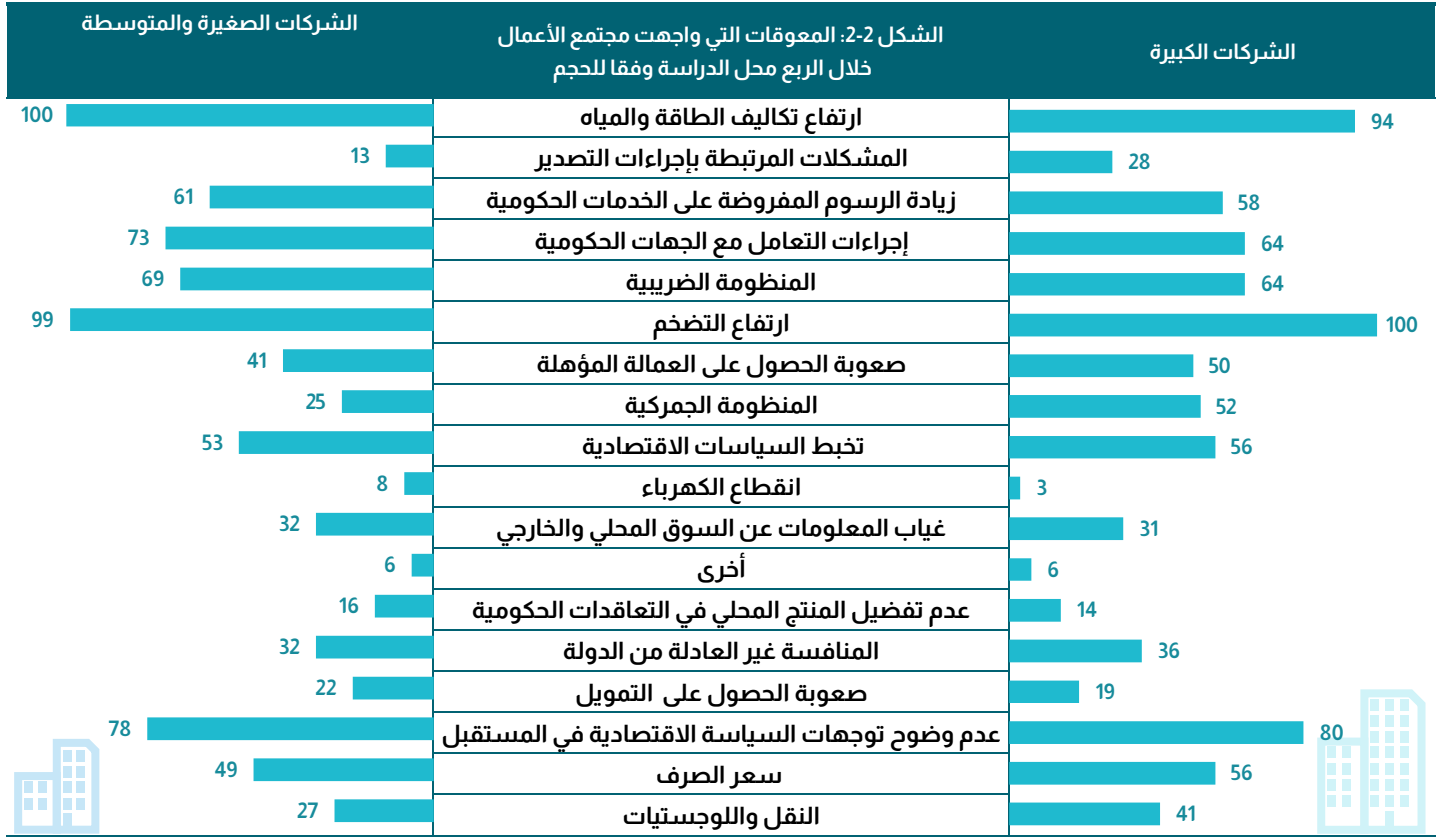 الشركات الكبيرة
الشكل 2-2: المعوقات التي واجهت مجتمع الأعمال
خلال الربع محل الدراسة وفقا للحجم
الشركات الصغيرة والمتوسطة
94 ارتفاع تكاليف الطاقة والمياه 100
28 المشكلات المرتبطة بإجراءات التصدير 13
58 زيادة الرسوم المفروضة على الخدمات الحكومية 61
64 إجراءات التعامل مع الجهات الحكومية 73
64 المنظومة الضريبية 69
100 ارتفاع التضخم 99
50 صعوبة الحصول على العمالة المؤهلة 41
52 المنظومة الجمركية 25
56 تخبط السياسات الاقتصادية 53
3 انقطاع الكهرباء 8
31 غياب المعلومات عن السوق المحلي والخارجي 32
6 أخرى 6
14 عدم تفضيل المنتج المحلي في التعاقدات الحكومية 16
36 المنافسة غير العادلة من الدولة 32
19 صعوبة الحصول على التمويل 22
80 عدم وضوح توجهات السياسة الاقتصادية في المستقبل 78
56 سعر الصرف 49
41 النقل واللوجستيات 27